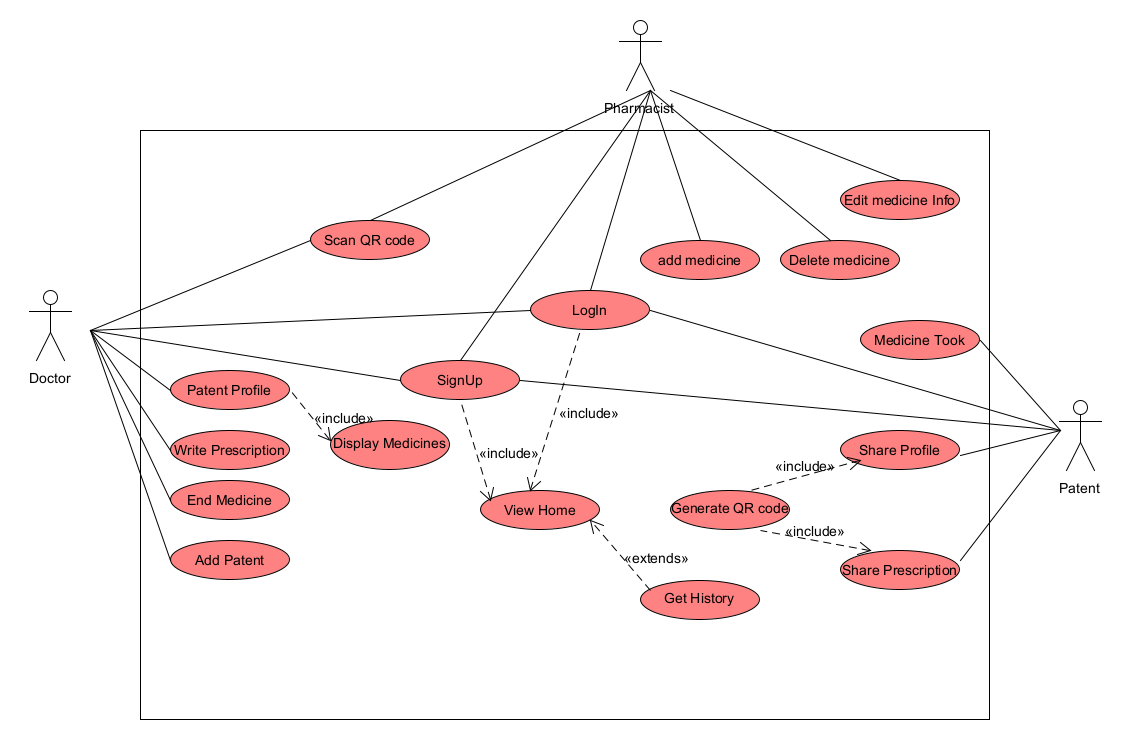 Pharmacist
Edit medicine Info
Scan QR code
add medicine
Delete medicine
LogIn
Medicine Took
Doctor
SignUp
Patent Profile
«include»
«include»
Display Medicines
Write Prescription
Share Profile
«include»
«include»
Patent
End Medicine
View Home
Generate QR code
«include»
Add Patent
«extends»
Share Prescription
Get History